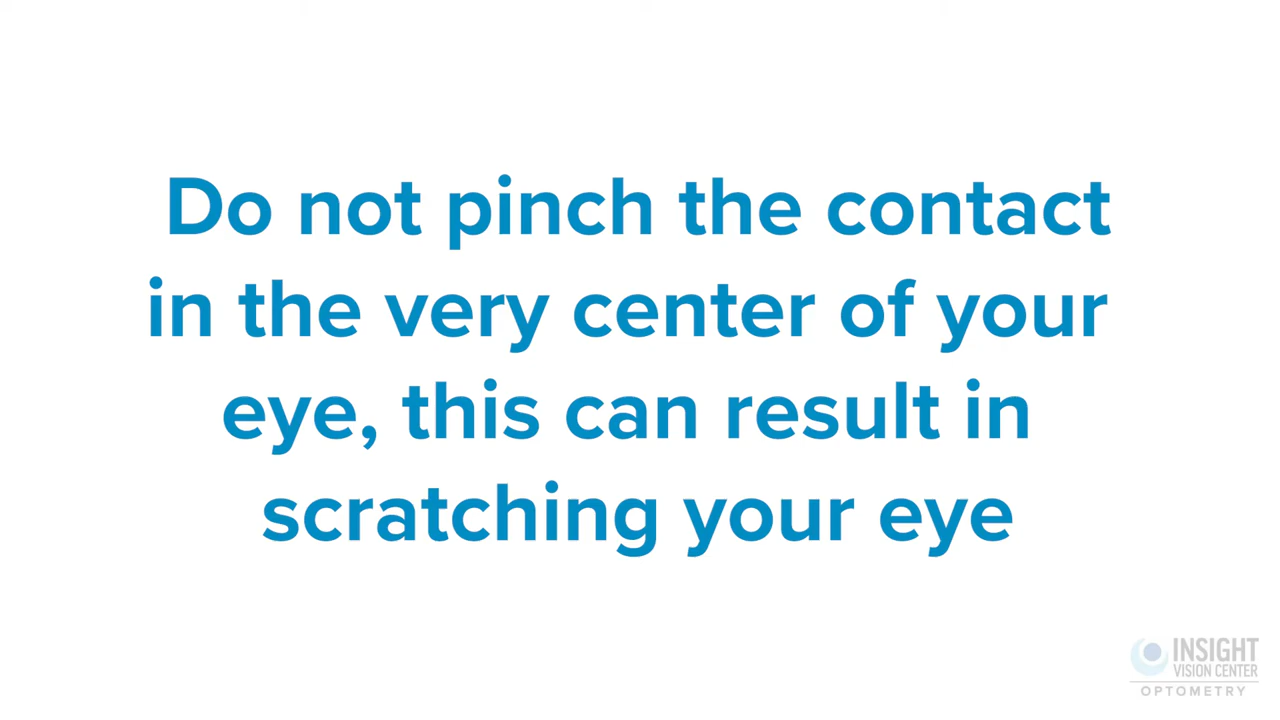 Do not pinch the contact
in the very center of your
eye, this can result in
scratching your eye
INSIGHT
VISION CENTER
OPTOMETRY